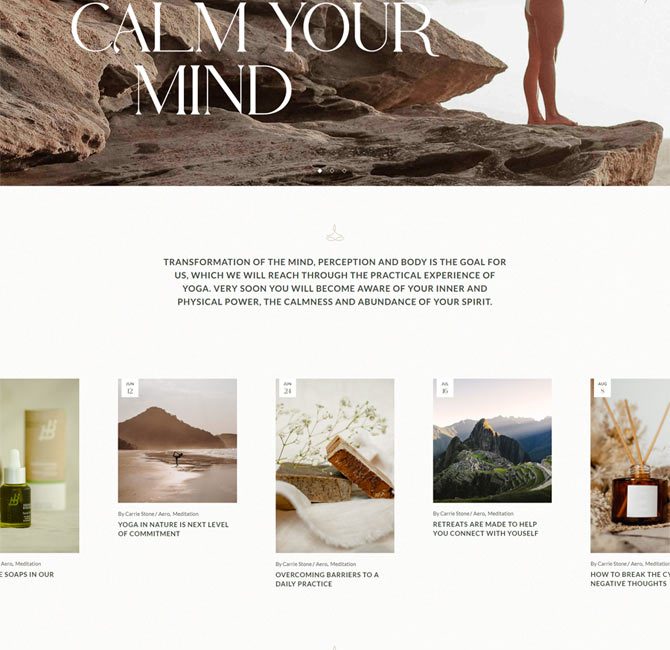 CALM YOUR
MIND
TRANSFORMATION OF THE MIND, PERCEPTION AND BODY IS THE GOAL FOR
US, WHICH WE WILL REACH THROUGH THE PRACTICAL EXPERIENCE OF
YOGA. VERY SOON YOU WILL BECOME AWARE OF YOUR INNER AND
PHYSICAL POWER, THE CALMNESS AND ABUNDANCE OF YOUR SPIRIT.
Aero, Meditation
E SOAPS IN OUR
JUN
12
By Carrie Stone / Aero, Meditation
YOGA IN NATURE IS NEXT LEVEL
OF COMMITMENT
JUN
24
By Carrie Stone / Aero, Meditation
OVERCOMING BARRIERS TO A
DAILY PRACTICE
JUL
16
By Carrie Stone / Aero, Meditation
RETREATS ARE MADE TO HELP
YOU CONNECT WITH YOUSELF
AUG
8
By Carrie Stone / Aero, Meditation
HOW TO BREAK THE CY
NEGATIVE THOUGHTS